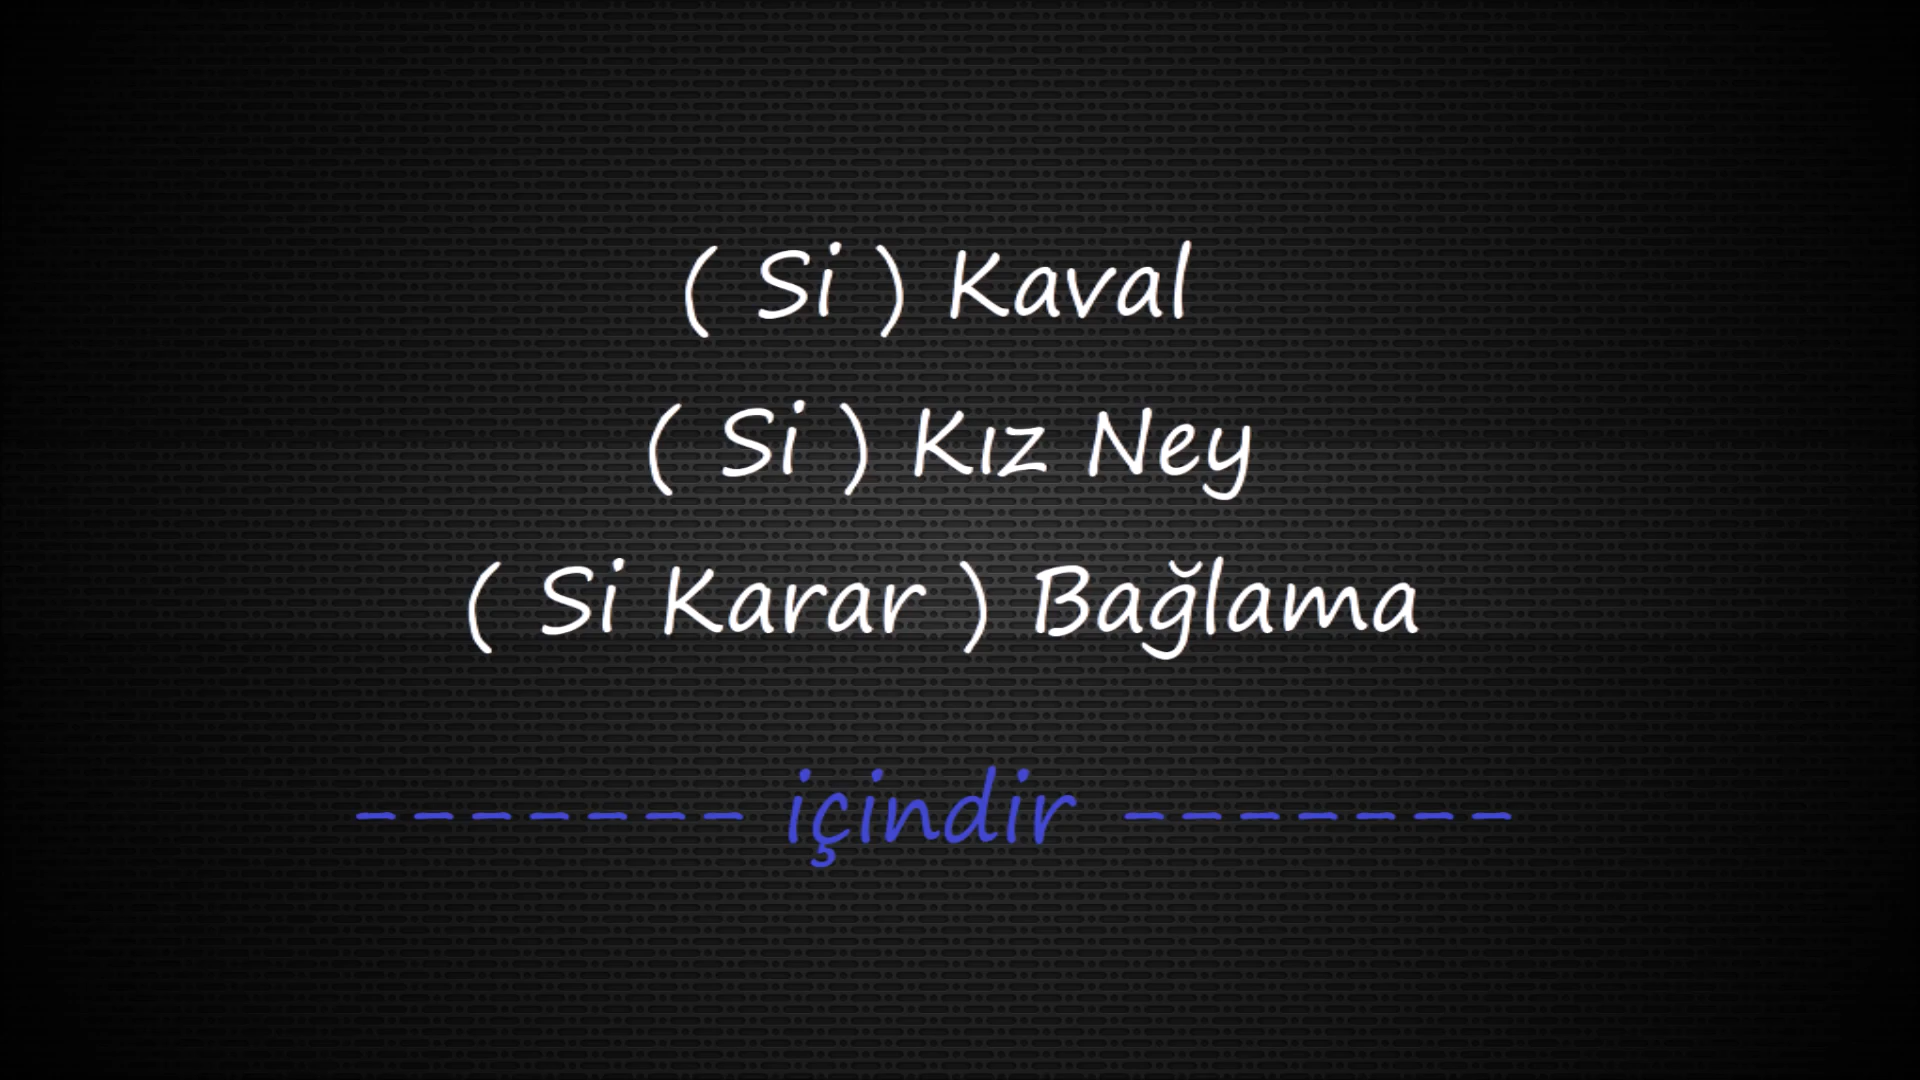 ( Si ) Kaval
( Si ) Kız Ney
( Si Karar ) Bağlama
- - - - - - - içindir - - - - - - -